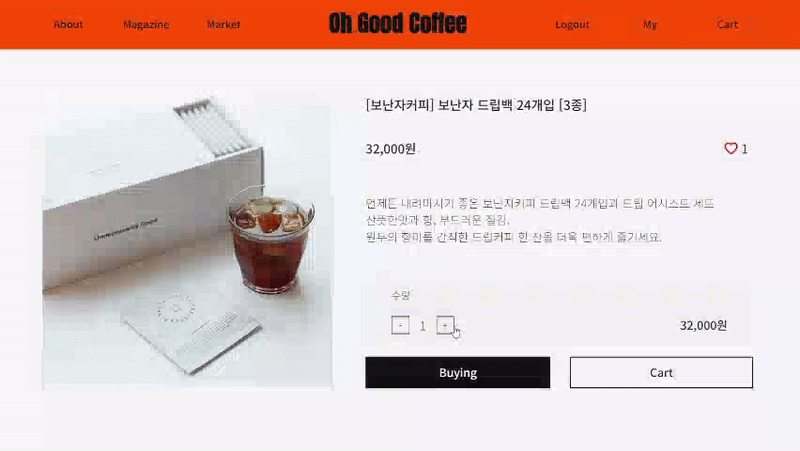 About Magazine Market Oh Good Coffee Logout My Cart
[보난자커피] 보난자 드립백 24개입 [3종]
32,000원
1
언제든 내려마시기 좋은 보난자커피 드립백 24개입과 드립 어시스트 세트
산뜻한맛과 향, 부드러운 질감.
원두의 향미를 간직한 드립커피 한 잔을 더욱 편하게 즐기세요.
Unnecessarily Good
수량
- 1 + 32,000원
Buying Cart